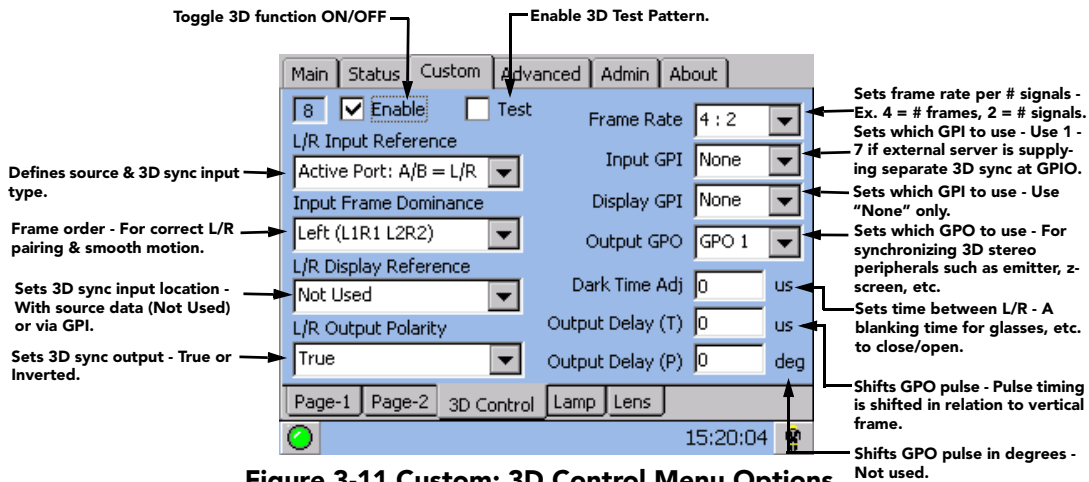 Toggle 3D function ON/OFF
Enable 3D Test Pattern.
Main Status Custom Advanced Admin About
8 Enable Test
L/R Input Reference
Active Port: A/B = L/R
Input Frame Dominance
Left (L1R1 L2R2)
L/R Display Reference
Not Used
L/R Output Polarity
True
Frame Rate 4 : 2
Input GPI None
Display GPI None
Output GPO GPO 1
Dark Time Adj 0 us
Output Delay (T) 0 us
Output Delay (P) 0 deg
Page-1 Page-2 3D Control Lamp Lens
15:20:04
Defines source & 3D sync input
type.
Frame order - For correct L/R
pairing & smooth motion.
Sets 3D sync input location -
With source data (Not Used)
or via GPI.
Sets 3D sync output - True or
Inverted.
Sets frame rate per # signals -
Ex. 4 = # frames, 2 = # signals.
Sets which GPI to use - Use 1 -
7 if external server is supply-
ing separate 3D sync at GPIO.
Sets which GPI to use - Use
“None” only.
Sets which GPO to use - For
synchronizing 3D stereo
peripherals such as emitter, z-
screen, etc.
Sets time between L/R - A
blanking time for glasses, etc.
to close/open.
Shifts GPO pulse - Pulse timing
is shifted in relation to vertical
frame.
Shifts GPO pulse in degrees -
Not used.
Figure 3-11 Custom: 3D Control Menu Options